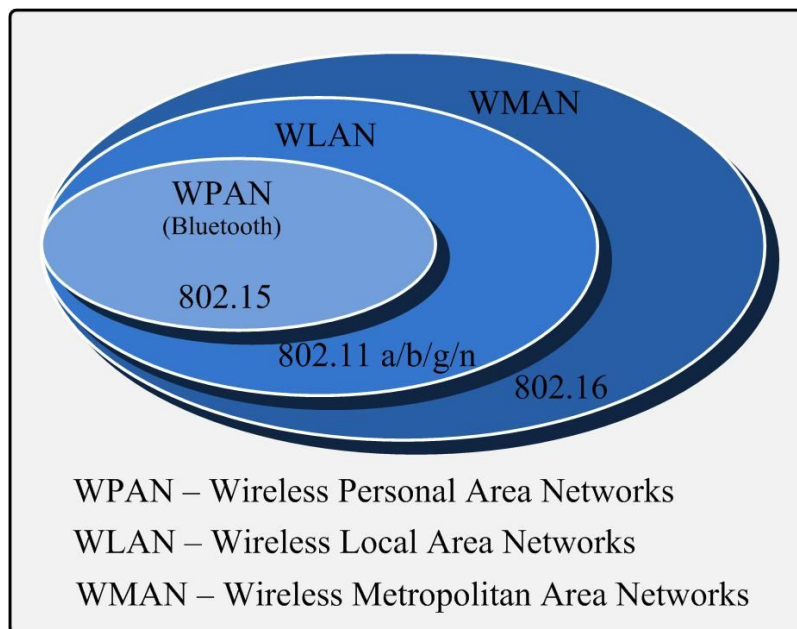 WMAN
WLAN
WPAN
(Bluetooth)
802.15
802.11 a/b/g/n
802.16
WPAN – Wireless Personal Area Networks
WLAN – Wireless Local Area Networks
WMAN – Wireless Metropolitan Area Networks